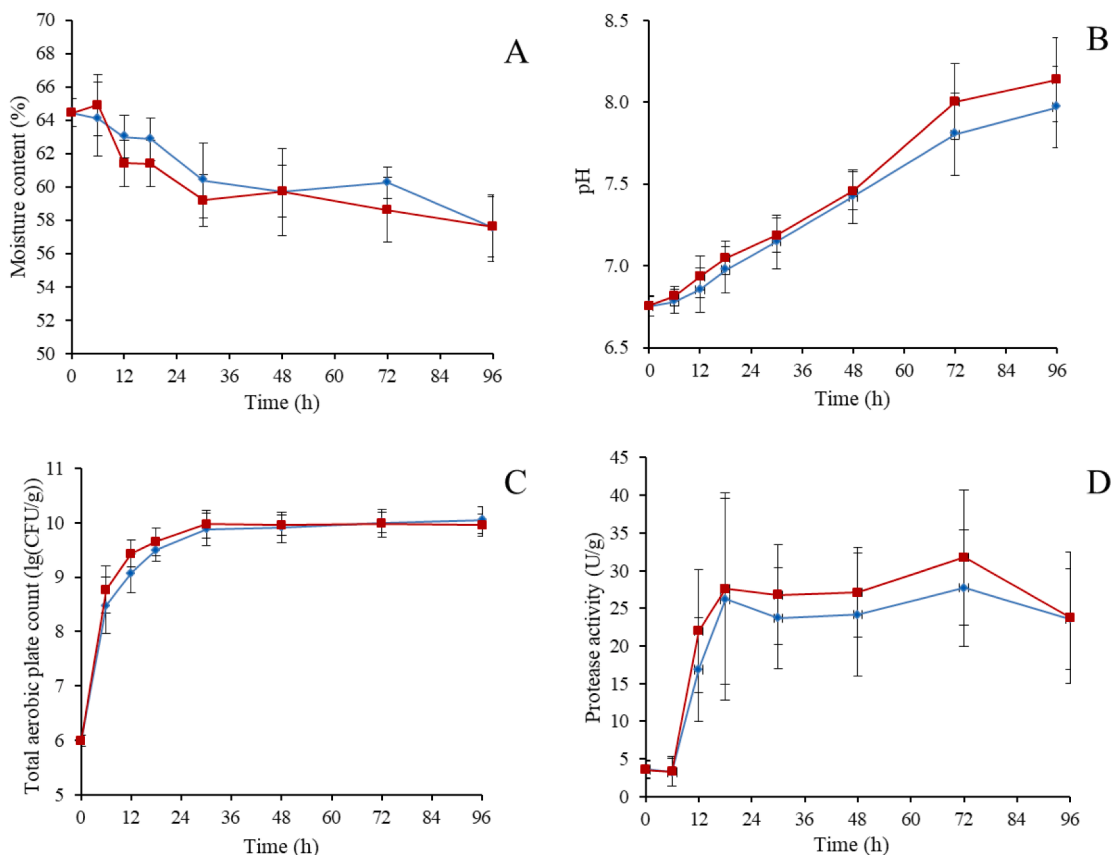 A
Moisture content (%)
70
68
66
64
62
60
58
56
54
52
50
0 12 24 36 48 60 72 84 96
Time (h)
B
pH
8.5
8.0
7.5
7.0
6.5
0 12 24 36 48 60 72 84 96
Time (h)
C
Total aerobic plate count (lg(CFU/g))
11
10
9
8
7
6
5
0 12 24 36 48 60 72 84 96
Time (h)
D
Protease activity (U/g)
45
40
35
30
25
20
15
10
5
0
0 12 24 36 48 60 72 84 96
Time (h)